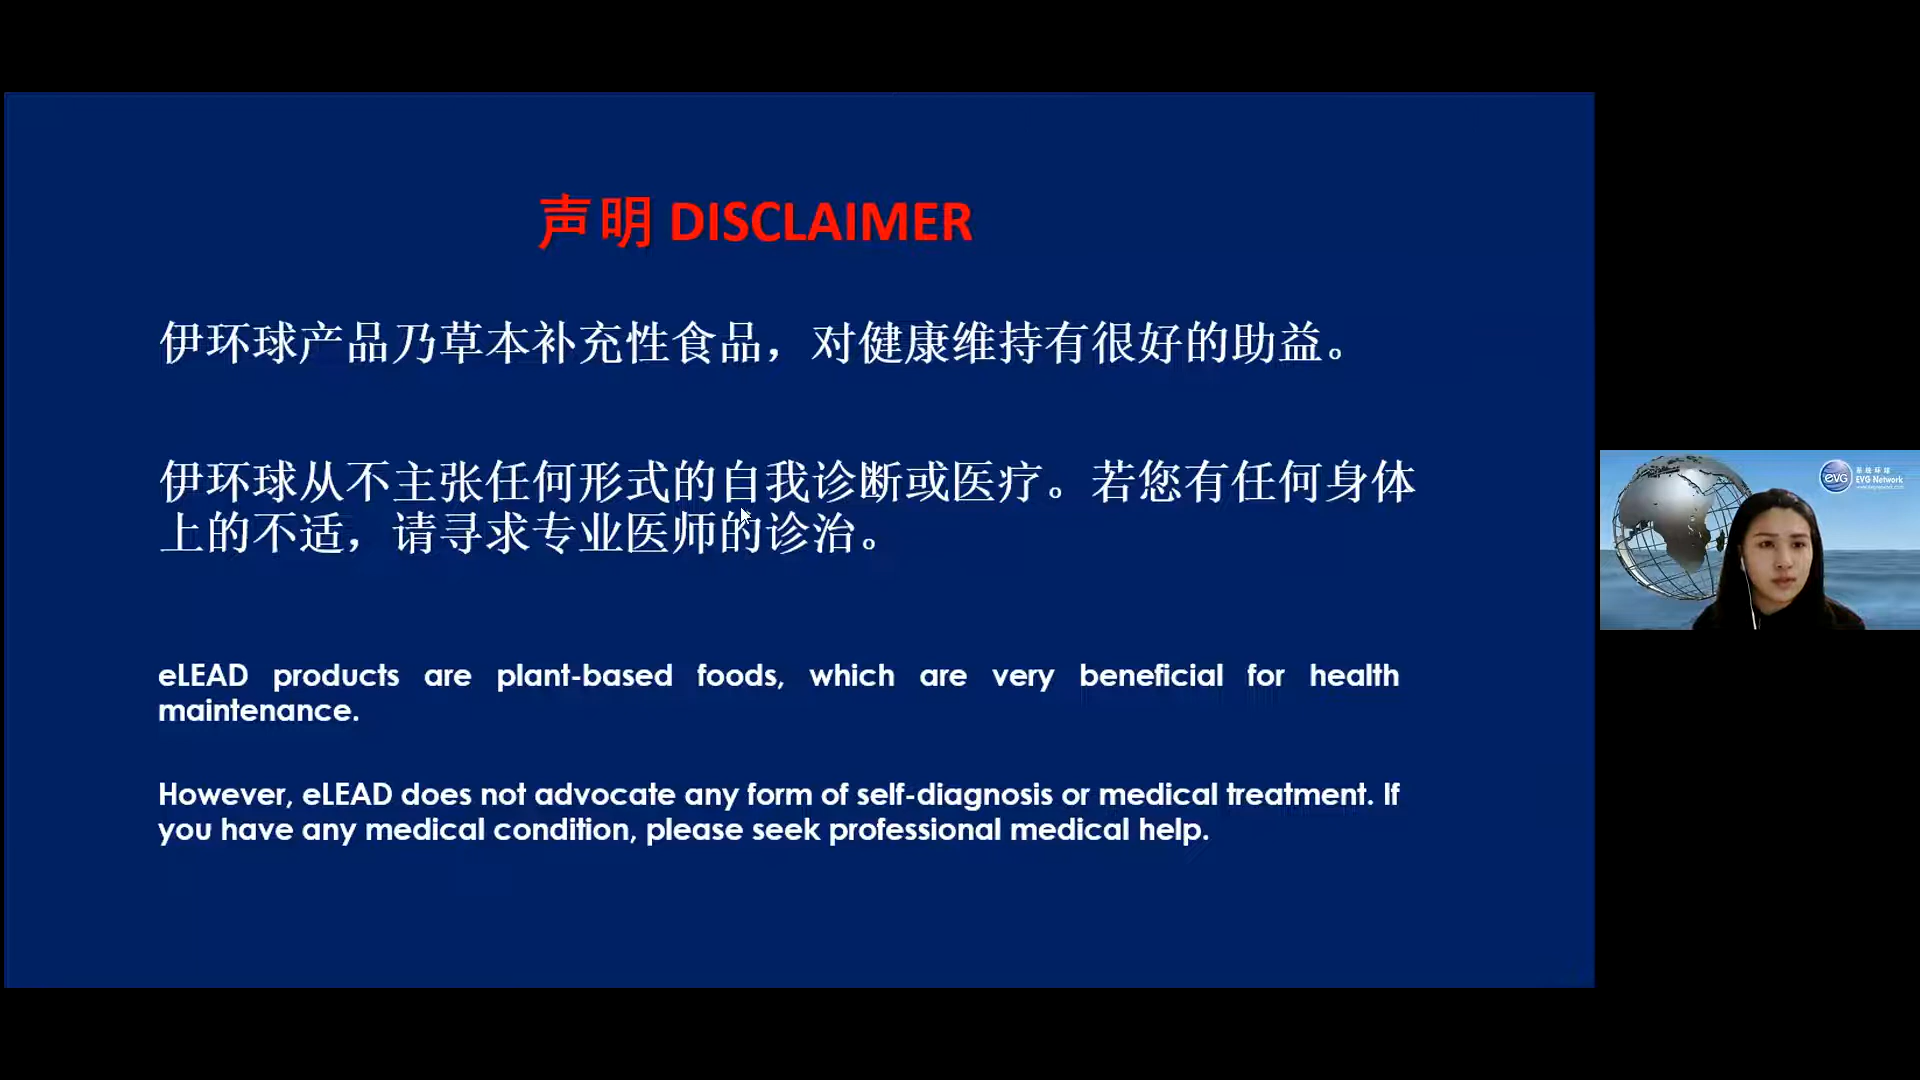 声明 DISCLAIMER
伊环球产品乃草本补充性食品，对健康维持有很好的助益。
伊环球从不主张任何形式的自我诊断或医疗。若您有任何身体
上的不适，请寻求专业医师的诊治。
eLEAD products are plant-based foods, which are very beneficial for health
maintenance.
However, eLEAD does not advocate any form of self-diagnosis or medical treatment. If
you have any medical condition, please seek professional medical help.
EVG
EVG Network